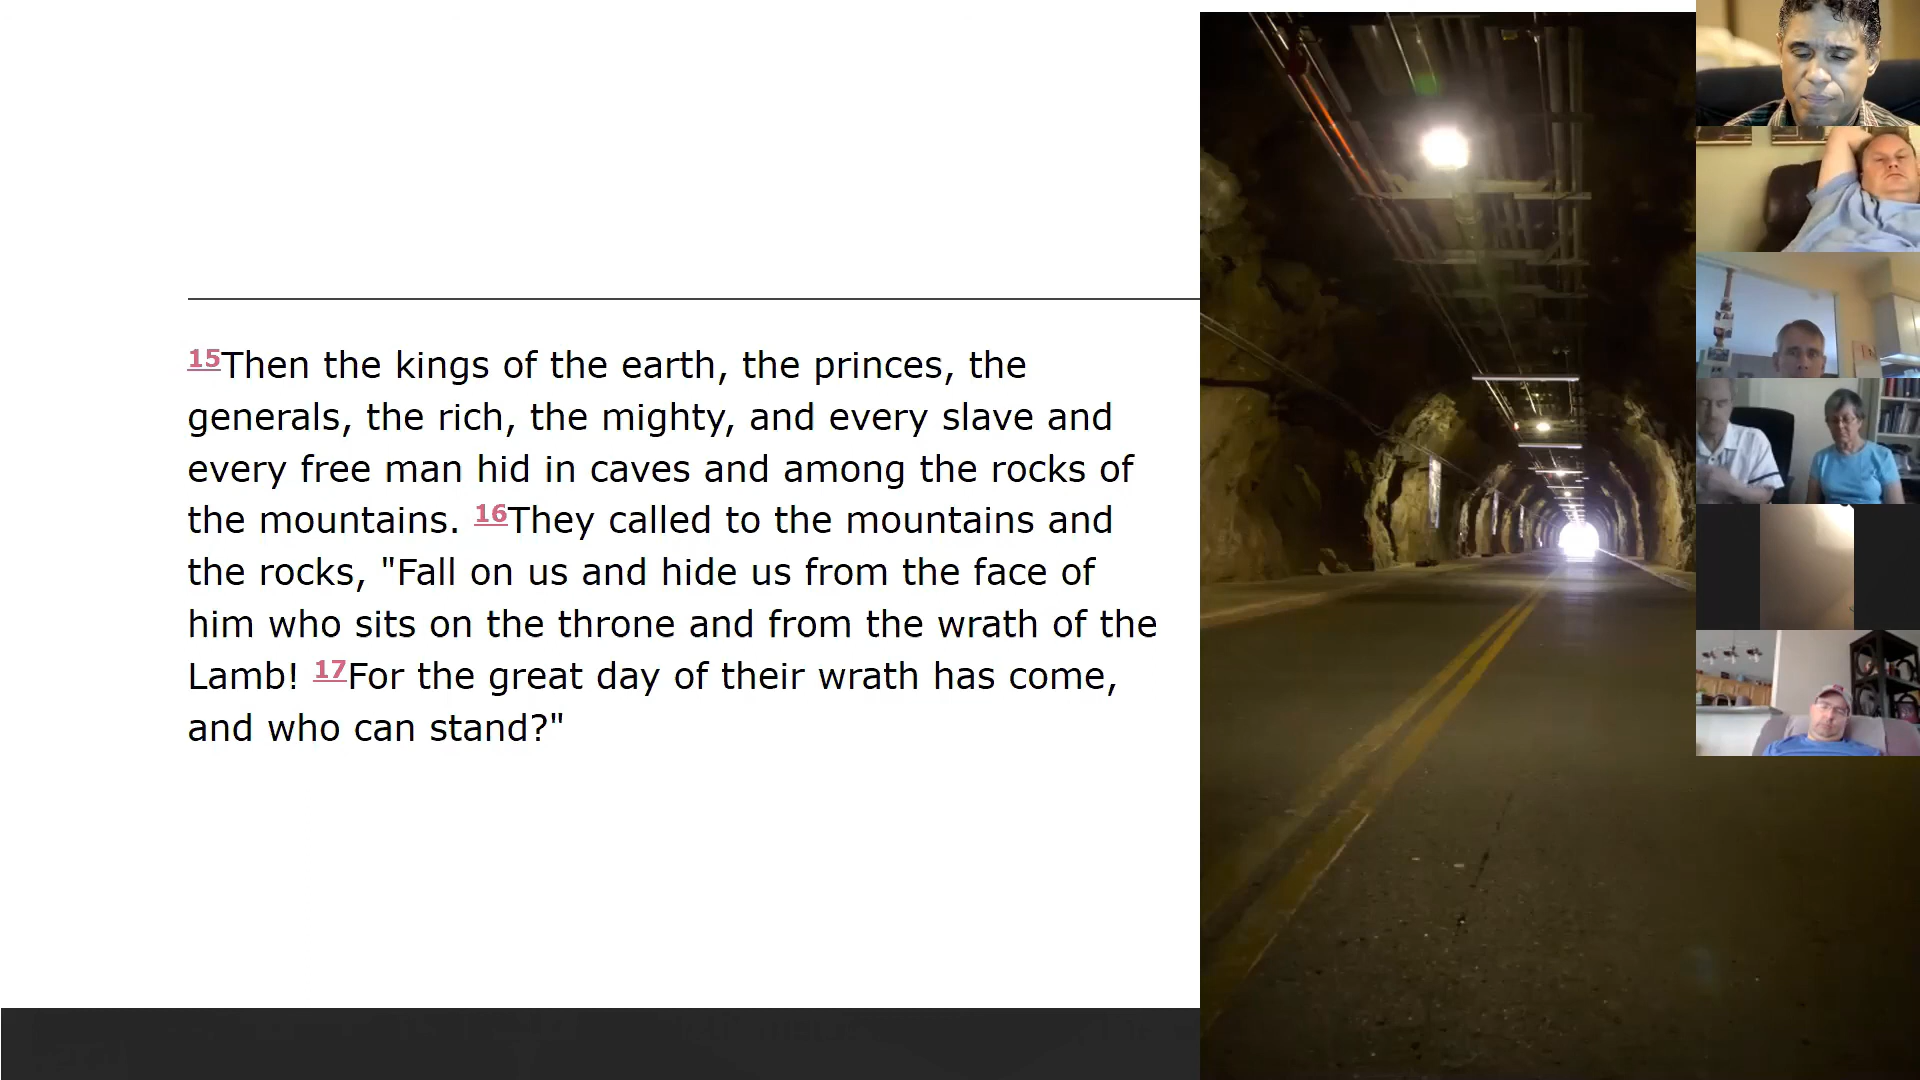 15Then the kings of the earth, the princes, the
generals, the rich, the mighty, and every slave and
every free man hid in caves and among the rocks of
the mountains. 16They called to the mountains and
the rocks, "Fall on us and hide us from the face of
him who sits on the throne and from the wrath of the
Lamb! 17For the great day of their wrath has come,
and who can stand?"